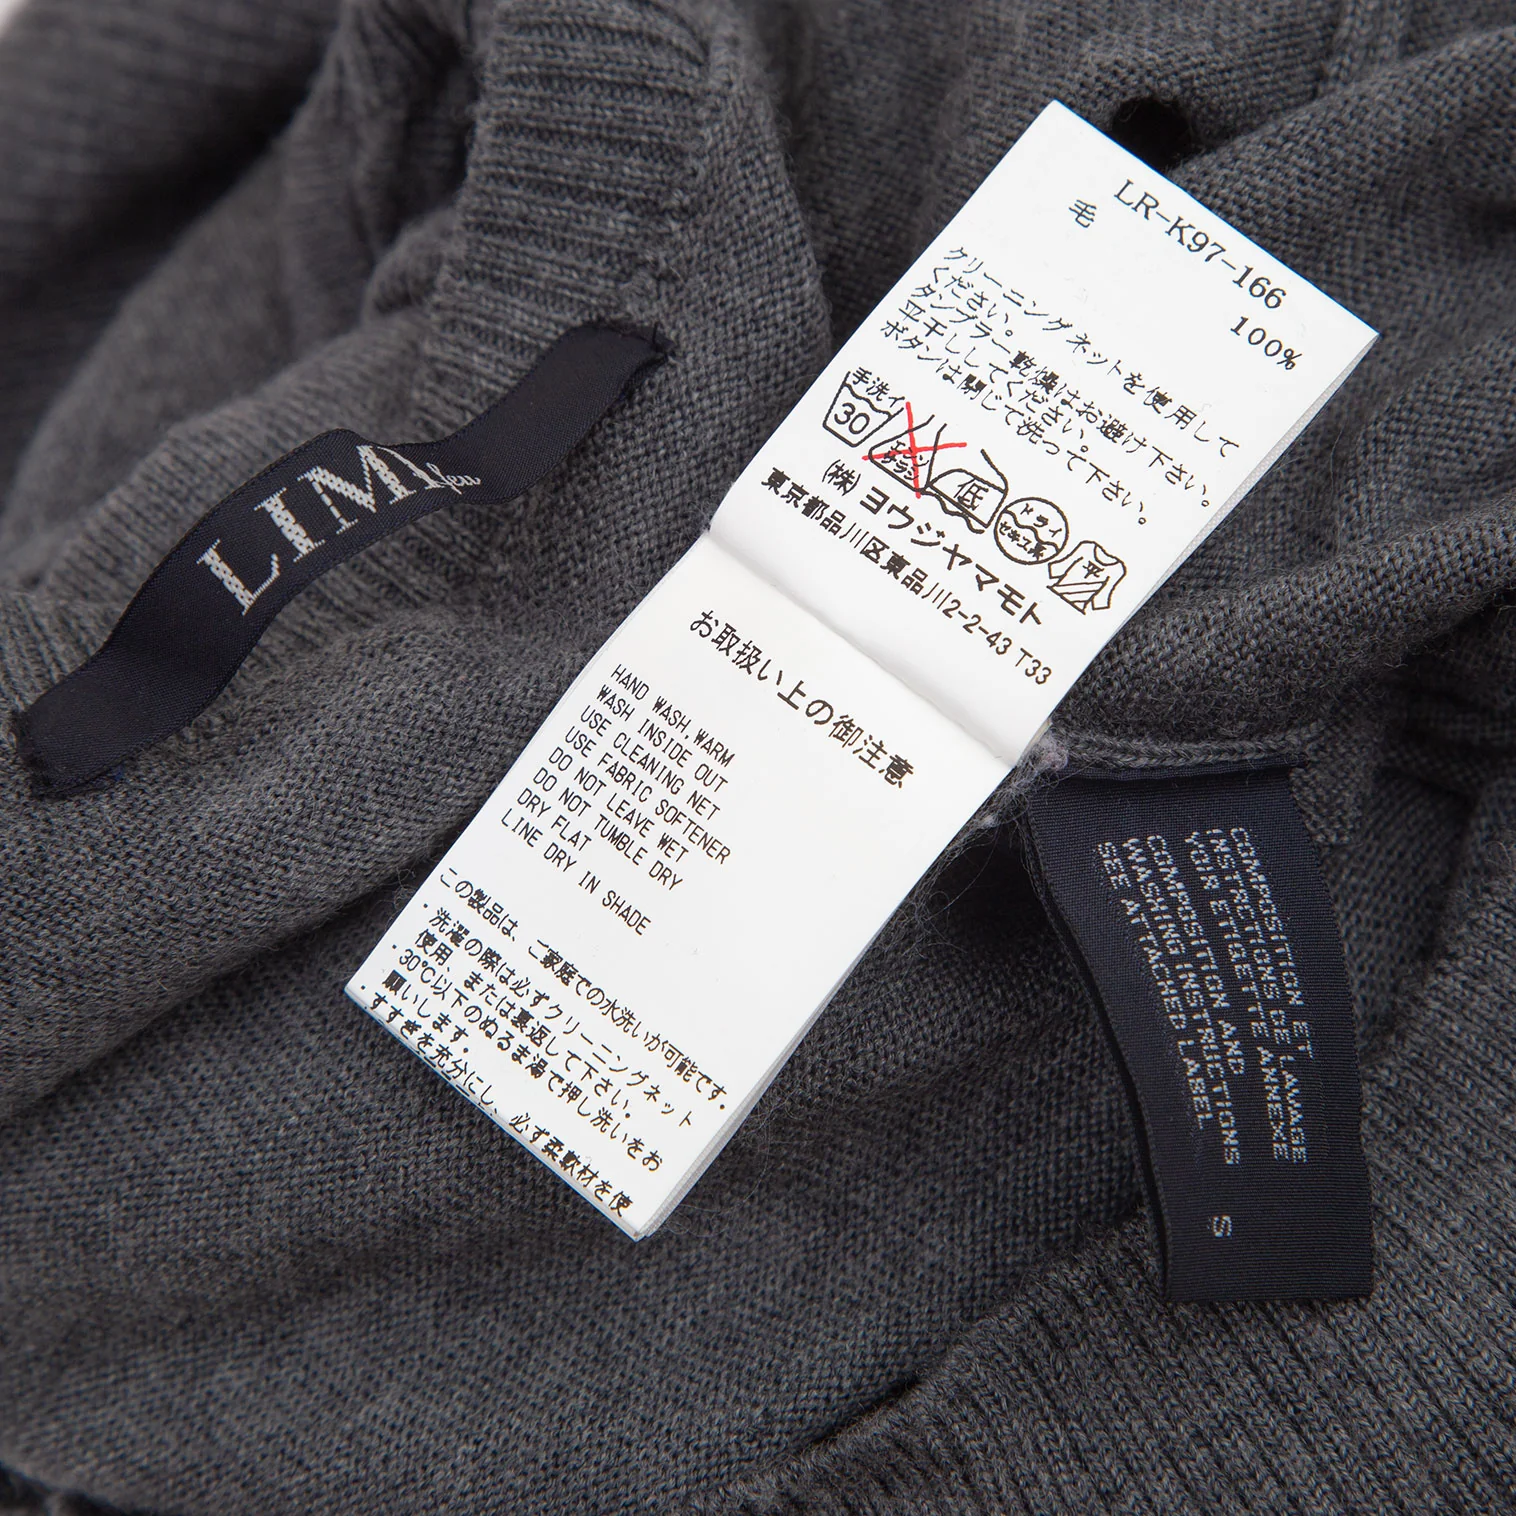 LIMI feu
LR-K97-166
毛 100%
クリーニングネットを使用して
ください。
タンブラー乾燥はお避け下さい。
平干ししてください。
ボタンは閉じて洗って下さい。
手洗イ
30
エンソ
サラシ
低
ドライ
セキユ系
平
(株) ヨウジヤマモト
東京都品川区東品川2-2-43 T33
お取扱い上の御注意
HAND WASH,WARM
WASH INSIDE OUT
USE CLEANING NET
USE FABRIC SOFTENER
DO NOT LEAVE WET
DO NOT TUMBLE DRY
DRY FLAT
LINE DRY IN SHADE
この製品は、ご家庭での水洗いが可能です.
・洗濯の際は必ずクリーニングネット
使用、または裏返して下さい。
・30℃以下のぬるま湯で押し洗いをお
願いします。
・すすぎを充分にし、必ず柔軟材を使
COMPOSITION ET
INSTRUCTIONS DE LAVAGE
VOIR ETIQUETTE ANNEXE
COMPOSITION AND
WASHING INSTRUCTIONS
SEE ATTACHED LABEL
S